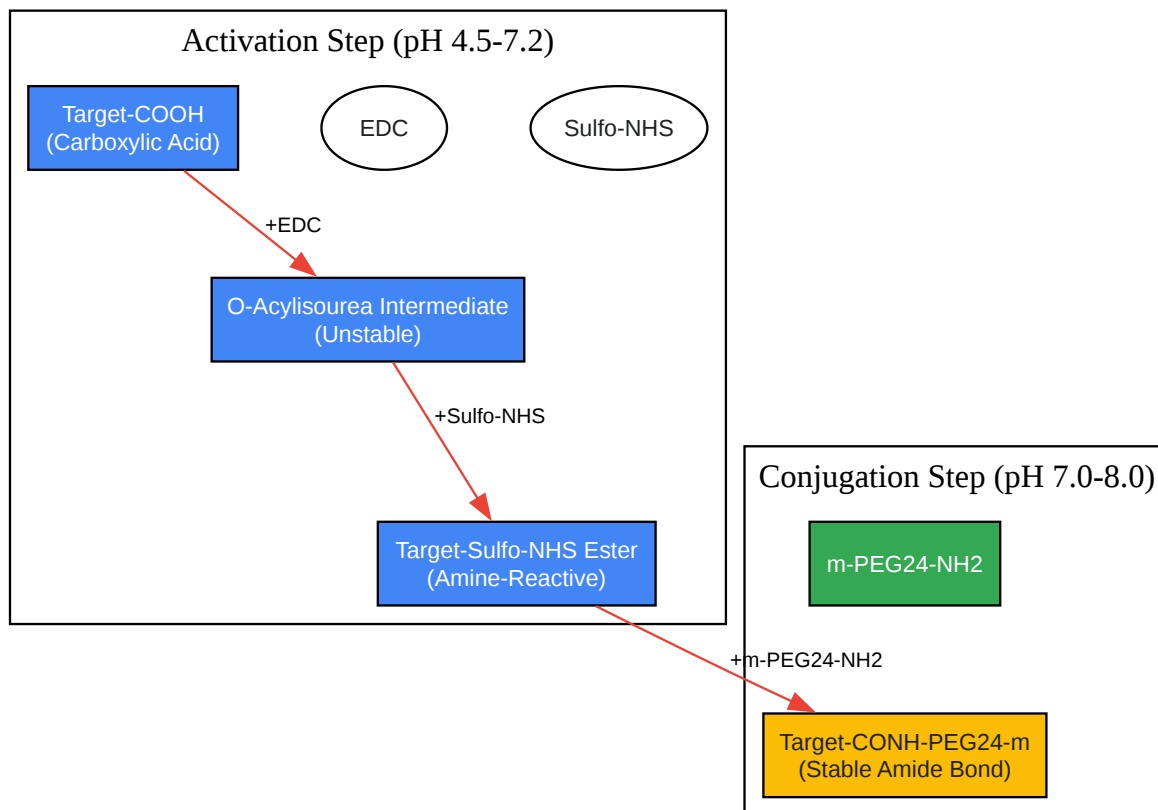 Activation Step (pH 4.5-7.2)
Target-COOH
(Carboxylic Acid)
EDC
Sulfo-NHS
+EDC
O-Acylisourea Intermediate
(Unstable)
+Sulfo-NHS
Conjugation Step (pH 7.0-8.0)
Target-Sulfo-NHS Ester
(Amine-Reactive)
m-PEG24-NH2
+m-PEG24-NH2
Target-CONH-PEG24-m
(Stable Amide Bond)